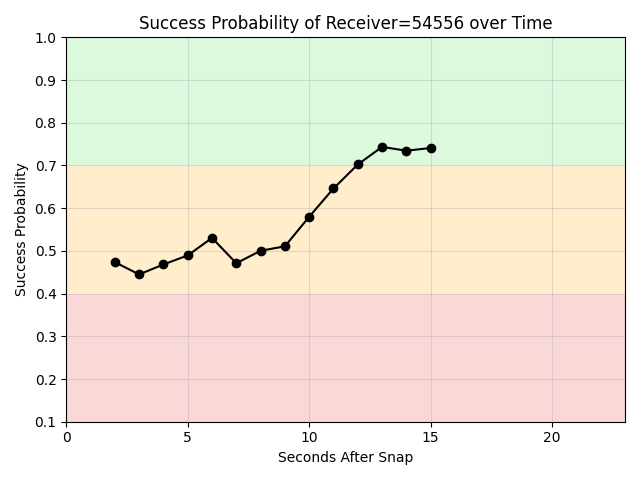 Success Probability of Receiver=54556 over Time
1.0
0.9
0.8
0.7
0.6
0.5
0.4
0.3
0.2
0.1
Success Probability
0 5 10 15 20
Seconds After Snap